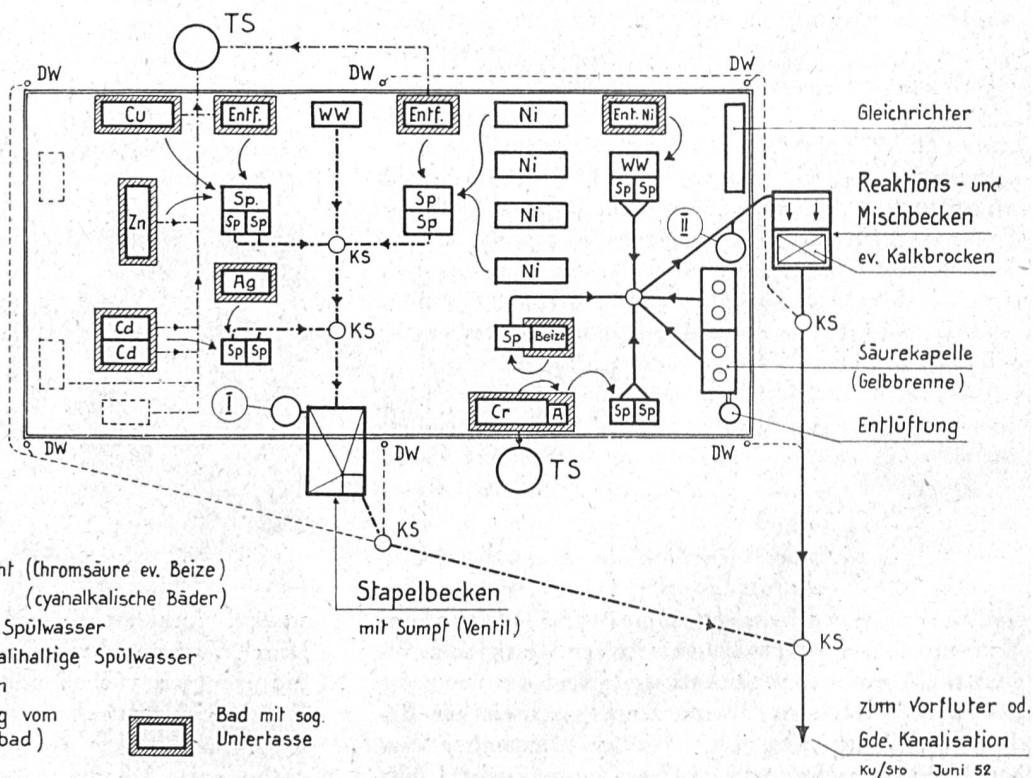 TS
DW
DW
DW
Cu
Entf.
WW
Entf.
Ni
Ent. Ni
Gleichrichter
Ni
WW
Sp Sp
Zn
Sp.
Sp Sp
Sp
Sp
Ni
II
Reaktions- und
Mischbecken
ev. Kalkbrocken
KS
Ag
Ni
KS
Cd
Cd
Sp Sp
KS
Sp
Beize
Säurekapelle
(Gelbbrenne)
I
Cr
A
Sp Sp
Entlüftung
DW
DW
TS
DW
KS
Stapelbecken
mit Sumpf (Ventil)
KS
ht (Chromsäure ev. Beize)
(cyanalkalische Bäder)
Spülwasser
alihaltige Spülwasser
g vom
bad)
Bad mit sog.
Untertasse
zum Vorfluter od.
Gde. Kanalisation
Ku/Sto Juni 52